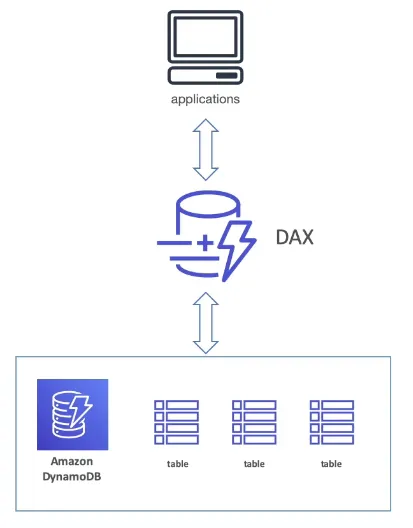 applications
DAX
Amazon
DynamoDB
table
table
table